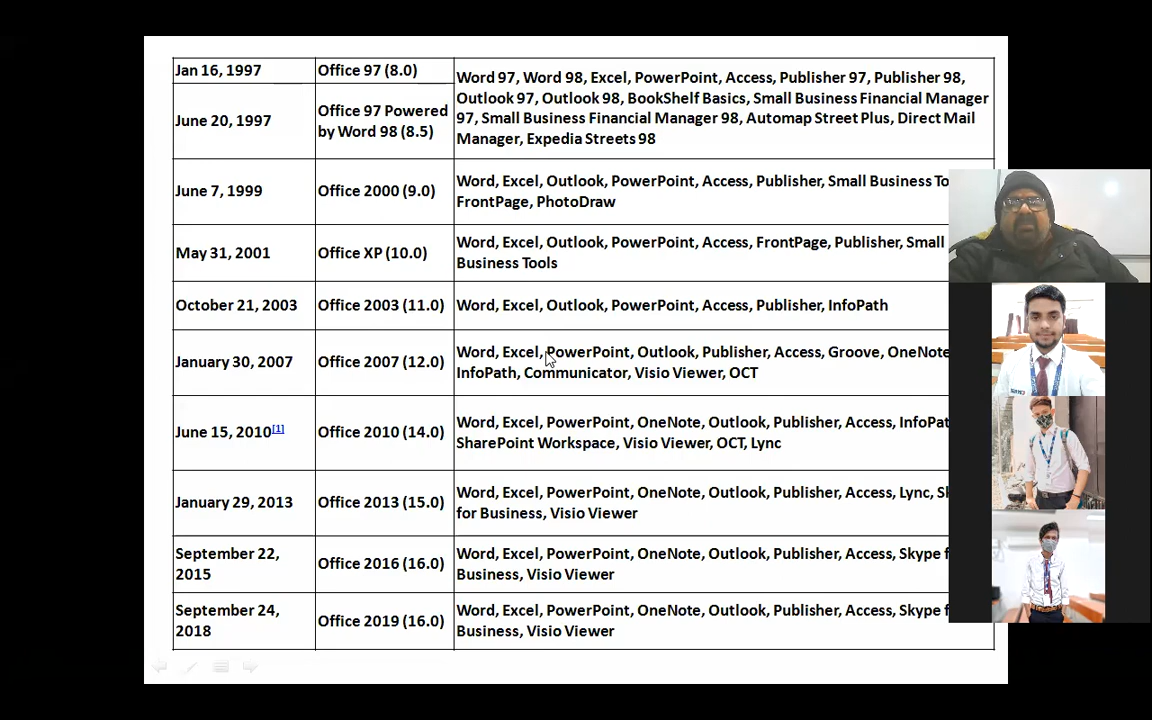 Jan 16, 1997
Office 97 (8.0)
Word 97, Word 98, Excel, PowerPoint, Access, Publisher 97, Publisher 98,
Outlook 97, Outlook 98, BookShelf Basics, Small Business Financial Manager
97, Small Business Financial Manager 98, Automap Street Plus, Direct Mail
Manager, Expedia Streets 98
June 20, 1997
Office 97 Powered
by Word 98 (8.5)
June 7, 1999
Office 2000 (9.0)
Word, Excel, Outlook, PowerPoint, Access, Publisher, Small Business
FrontPage, PhotoDraw
May 31, 2001
Office XP (10.0)
Word, Excel, Outlook, PowerPoint, Access, FrontPage, Publisher, Small
Business Tools
October 21, 2003
Office 2003 (11.0)
Word, Excel, Outlook, PowerPoint, Access, Publisher, InfoPath
January 30, 2007
Office 2007 (12.0)
Word, Excel, PowerPoint, Outlook, Publisher, Access, Groove, OneNote
InfoPath, Communicator, Visio Viewer, OCT
June 15, 2010[1]
Office 2010 (14.0)
Word, Excel, PowerPoint, OneNote, Outlook, Publisher, Access,
SharePoint Workspace, Visio Viewer, OCT, Lync
January 29, 2013
Office 2013 (15.0)
Word, Excel, PowerPoint, OneNote, Outlook, Publisher, Access, Lync,
for Business, Visio Viewer
September 22,
2015
Office 2016 (16.0)
Word, Excel, PowerPoint, OneNote, Outlook, Publisher, Access, Skype
Business, Visio Viewer
September 24,
2018
Office 2019 (16.0)
Word, Excel, PowerPoint, OneNote, Outlook, Publisher, Access, Skype
Business, Visio Viewer